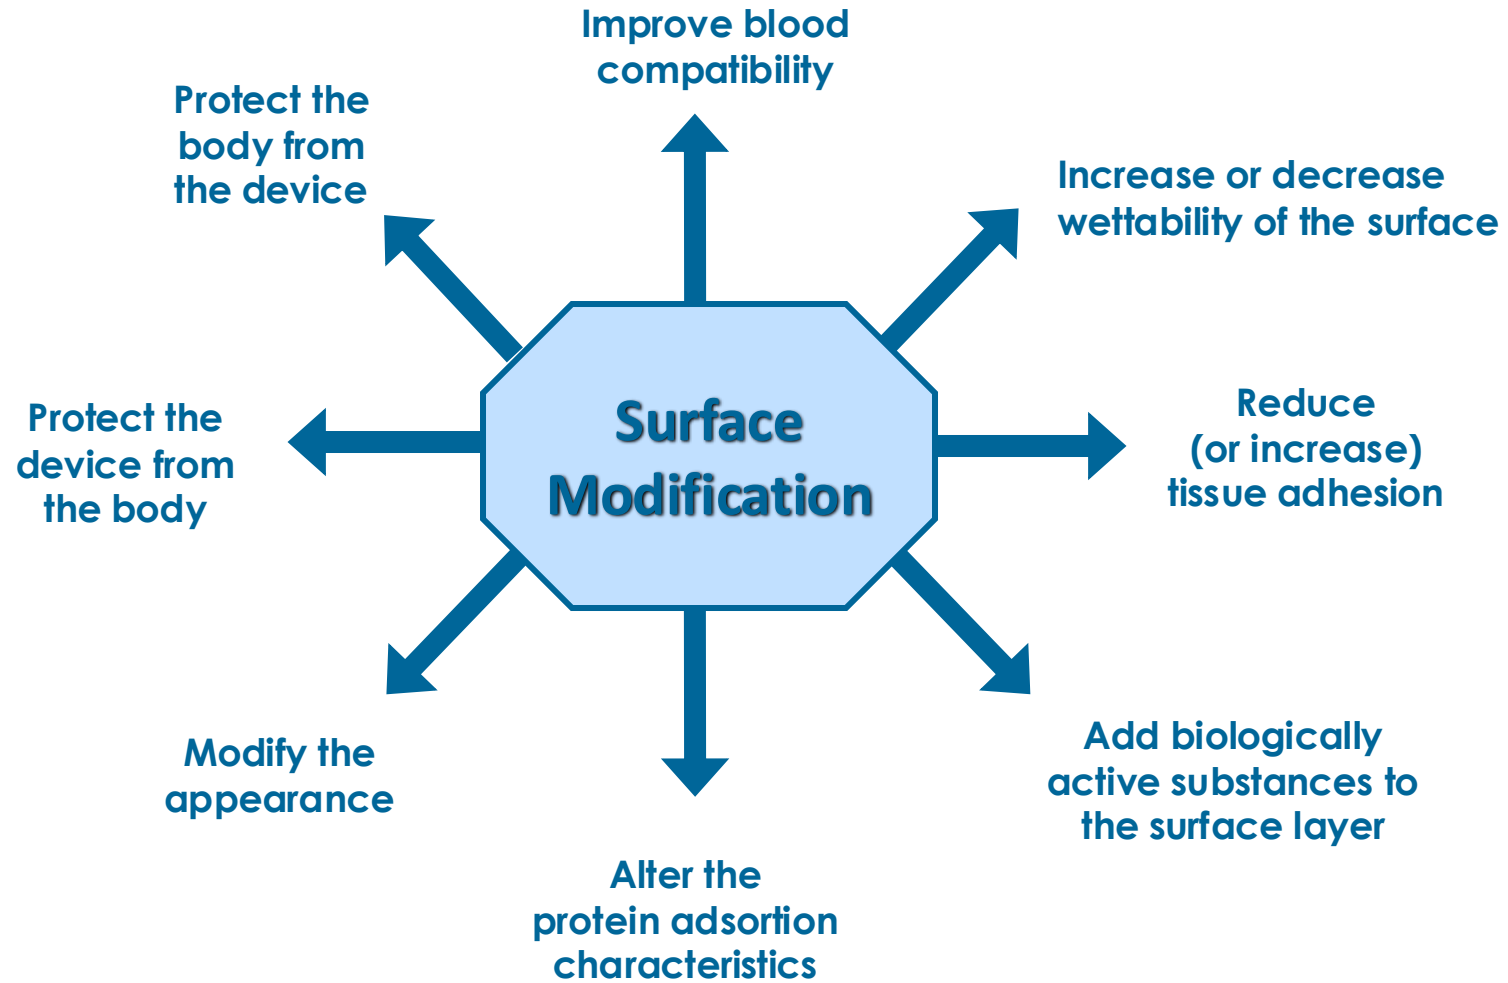 Improve blood
compatibility
Protect the
body from
the device
Increase or decrease
wettability of the surface
Protect the
device from
the body
Surface
Modification
Reduce
(or increase)
tissue adhesion
Modify the
appearance
Add biologically
active substances to
the surface layer
Alter the
protein adsortion
characteristics